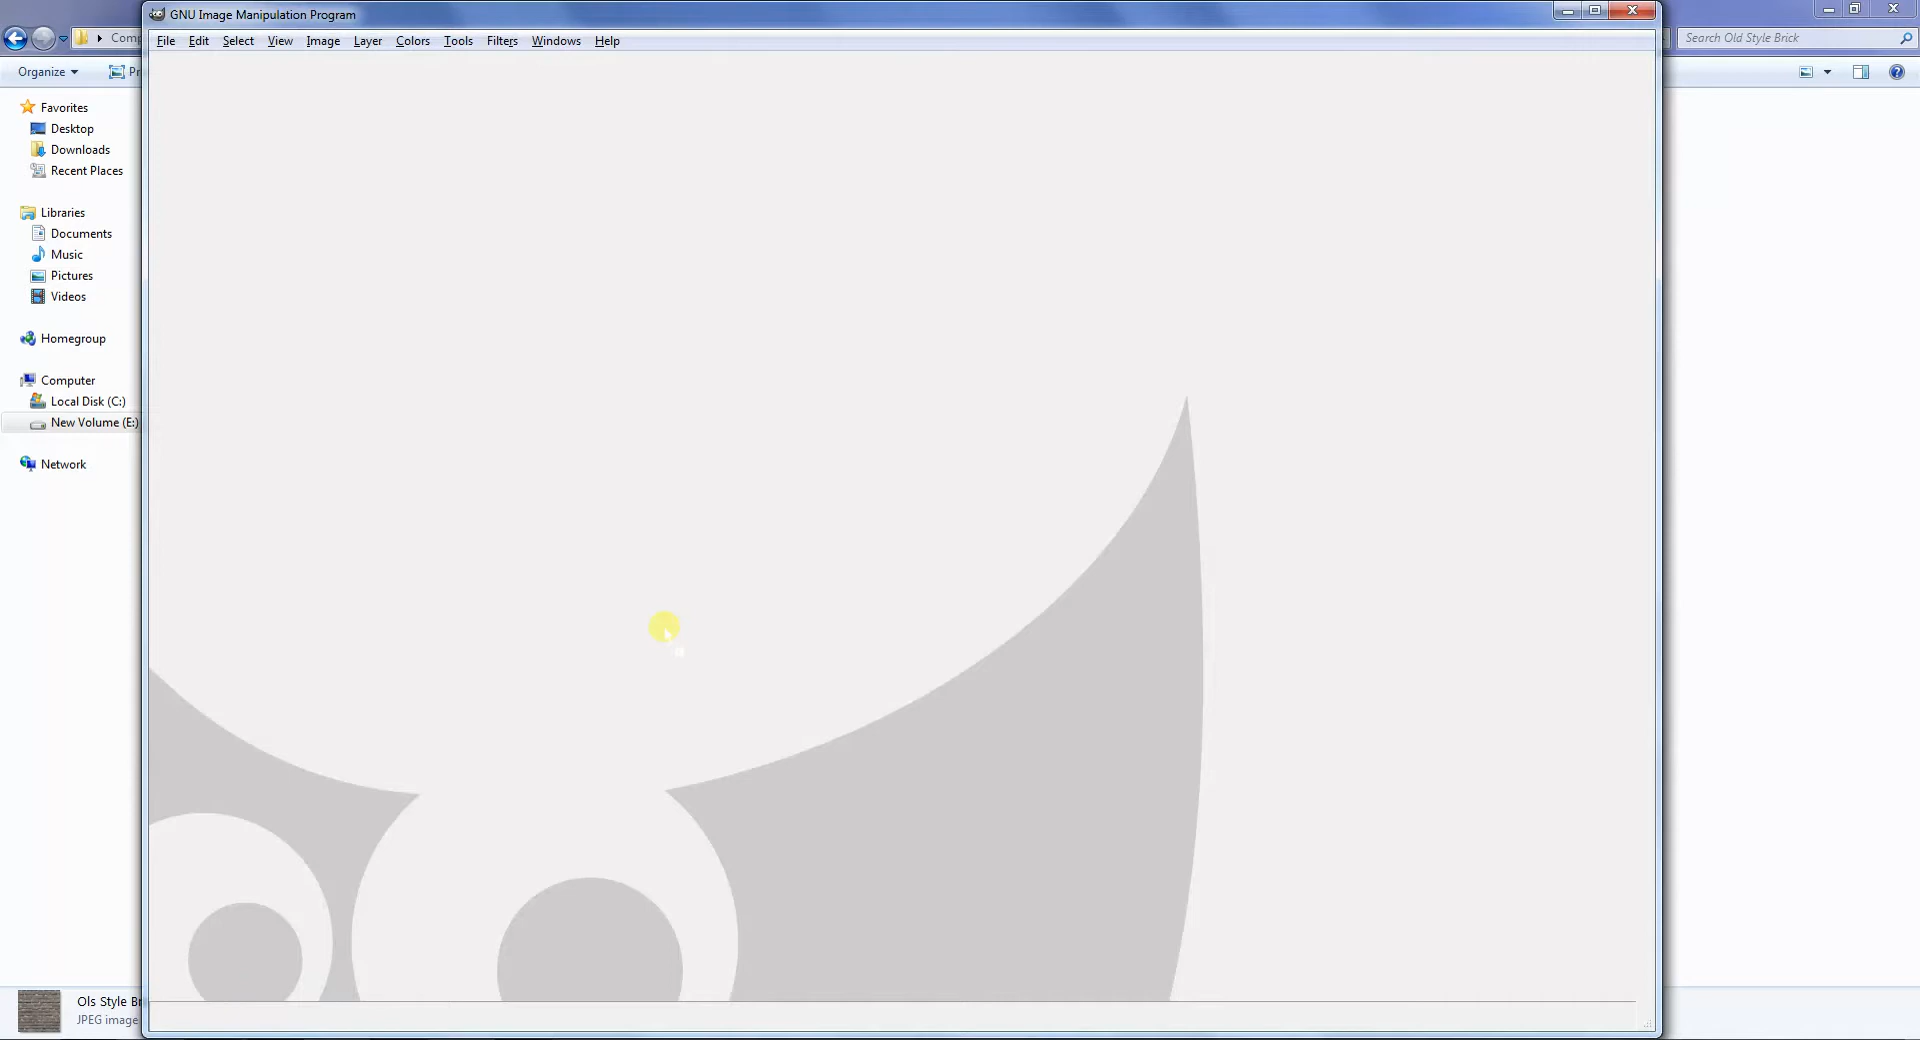 GNU Image Manipulation Program
File Edit Select View Image Layer Colors Tools Filters Windows Help
Search Old Style Brick
Organize
Favorites
Desktop
Downloads
Recent Places
Libraries
Documents
Music
Pictures
Videos
Homegroup
Computer
Local Disk (C:)
New Volume (E:)
Network
Ols Style
JPEG image